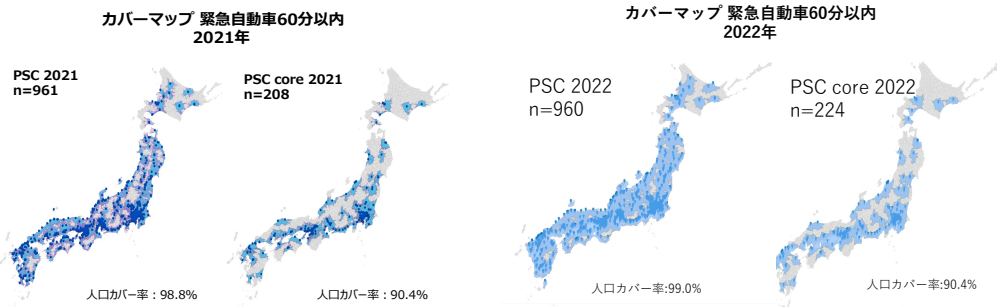 カバーマップ 緊急自動車60分以内
2021年
PSC 2021
n=961
PSC core 2021
n=208
人口カバー率：98.8%
人口カバー率：90.4%
カバーマップ 緊急自動車60分以内
2022年
PSC 2022
n=960
PSC core 2022
n=224
人口カバー率:99.0%
人口カバー率:90.4%